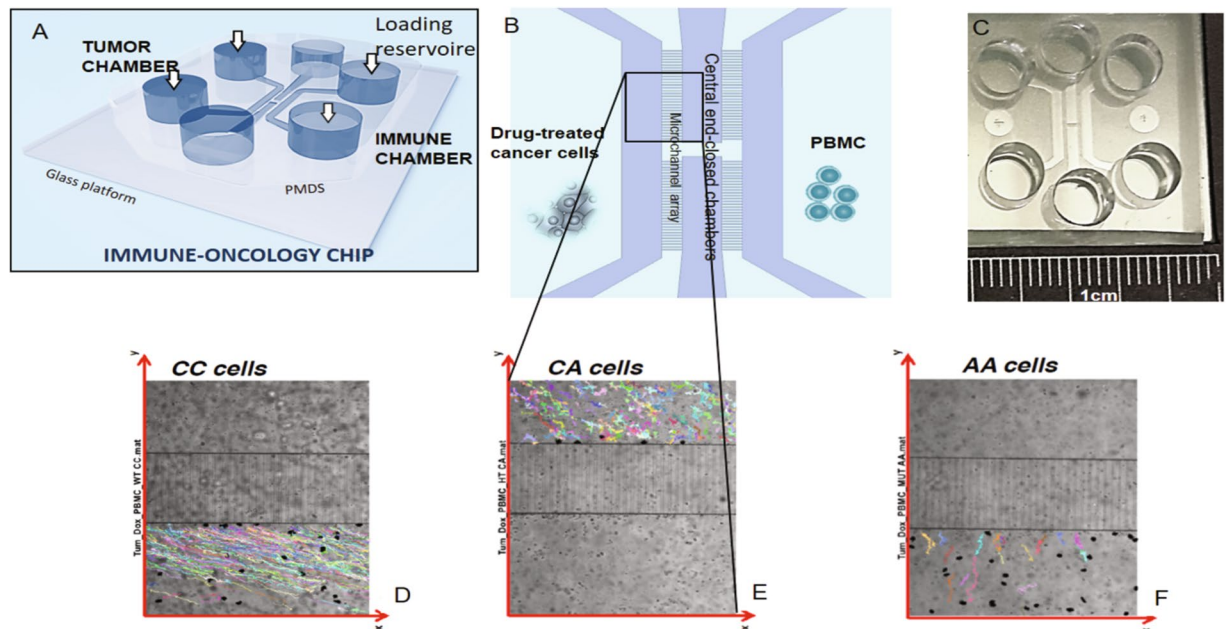 A
TUMOR
CHAMBER
Loading
reservoire
IMMUNE
CHAMBER
Glass platform
PMDS
IMMUNE-ONCOLOGY CHIP
B
Drug-treated
cancer cells
Microchannel array
Central end-closed chambers
PBMC
C
1cm
CC cells
y
Tum_Dox_PBMC_WT CC.mat
D
x
CA cells
y
Tum_Dox_PBMC_HT CA.mat
E
x
AA cells
y
Tum_Dox_PBMC_MUT AA.mat
F
x